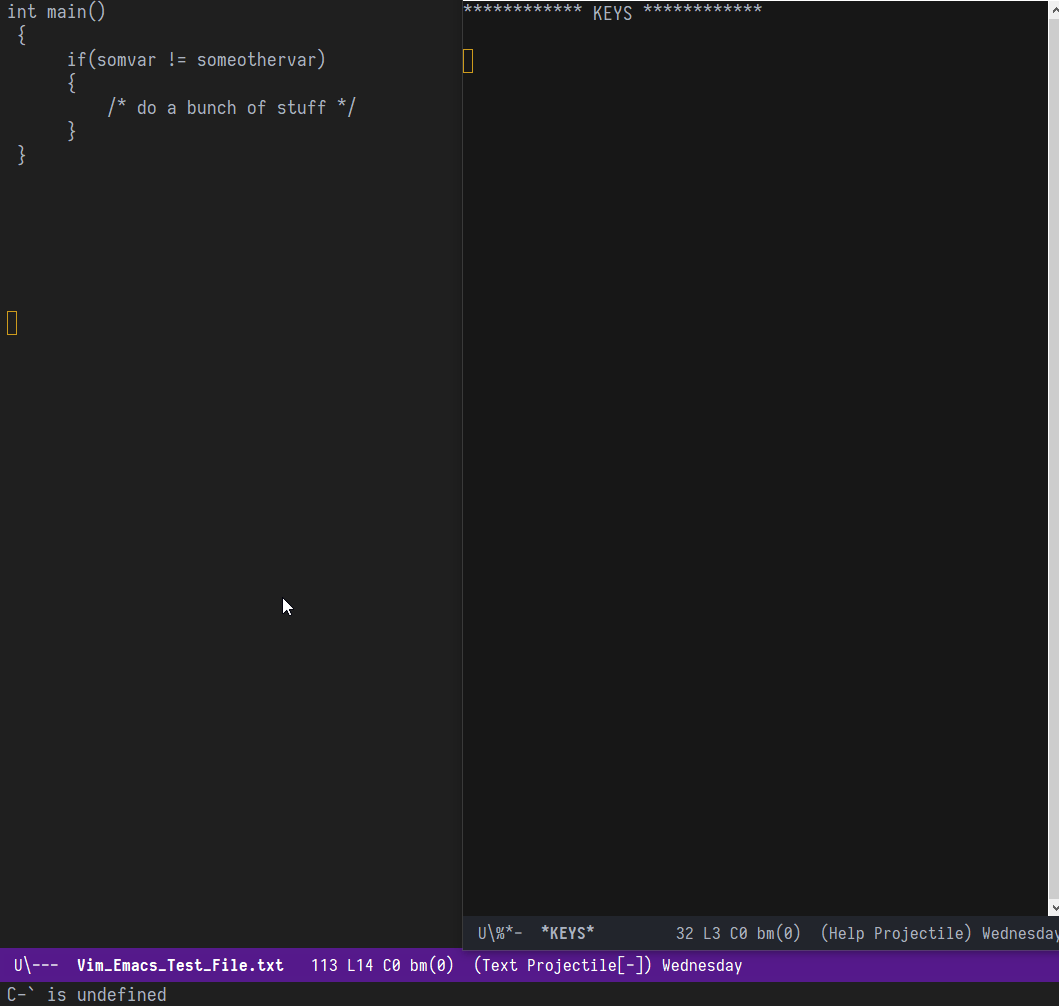 int main()
{
if(somvar != someothervar)
{
/* do a bunch of stuff */
}
}
************ KEYS ************
U\%*- *KEYS* 32 L3 C0 bm(0) (Help Projectile) Wednesday
U\--- Vim_Emacs_Test_File.txt 113 L14 C0 bm(0) (Text Projectile[-]) Wednesday
C-` is undefined